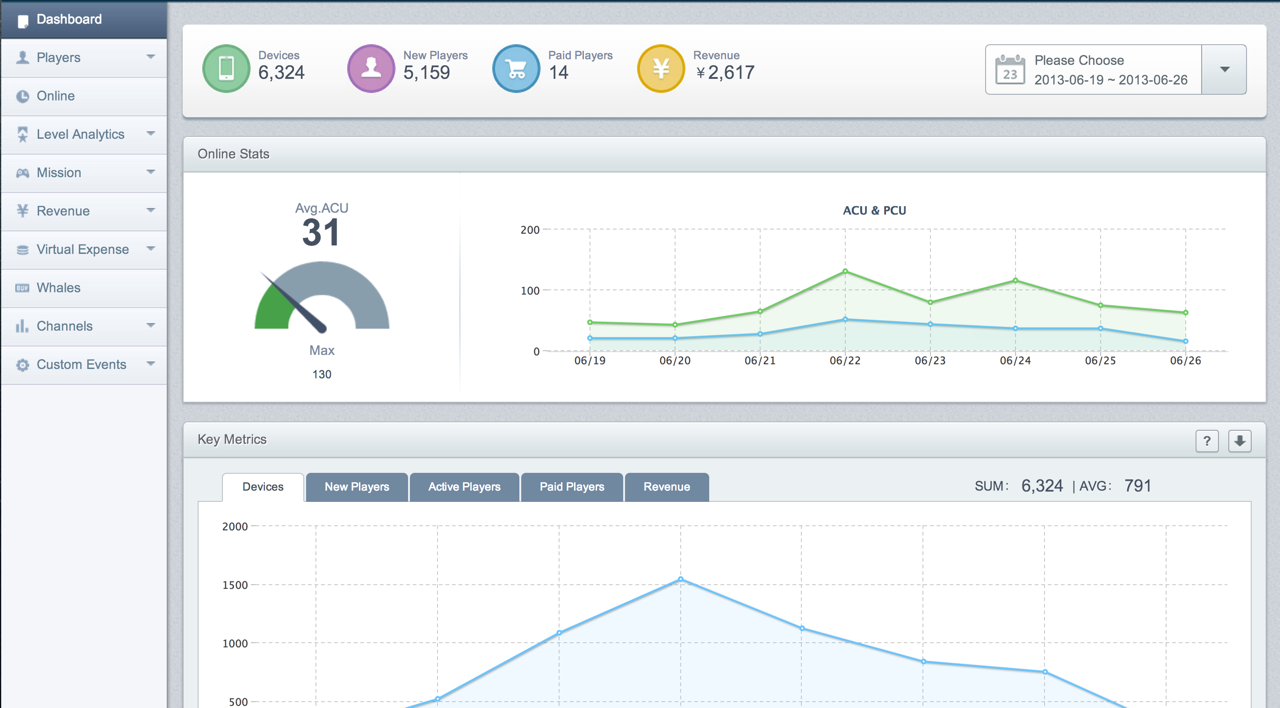 Dashboard
Players
Online
Level Analytics
Mission
Revenue
Virtual Expense
Whales
Channels
Custom Events
Devices
6,324
New Players
5,159
Paid Players
14
Revenue
¥ 2,617
23
Please Choose
2013-06-19 ~ 2013-06-26
Online Stats
Avg.ACU
31
Max
130
ACU & PCU
200
100
0
06/19 06/20 06/21 06/22 06/23 06/24 06/25 06/26
Key Metrics
?
Devices New Players Active Players Paid Players Revenue
SUM: 6,324 | AVG: 791
2000
1500
1000
500